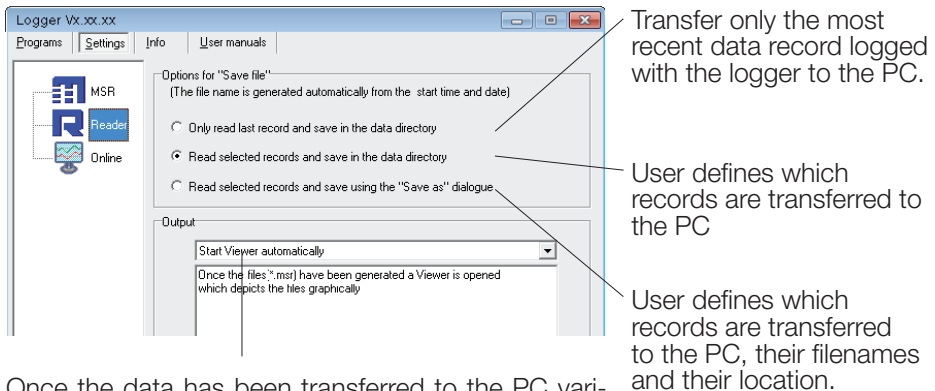 Logger Vx.xx.xx
Programs Settings Info User manuals
MSR
Reader
Online
Options for "Save file"
(The file name is generated automatically from the start time and date)
Only read last record and save in the data directory
Read selected records and save in the data directory
Read selected records and save using the "Save as" dialogue
Output
Start Viewer automatically
Once the files *.msr) have been generated a Viewer is opened
which depicts the files graphically
Transfer only the most
recent data record logged
with the logger to the PC.
User defines which
records are transferred to
the PC
User defines which
records are transferred
to the PC, their filenames
and their location.
Once the data has been transferred to the PC vari-